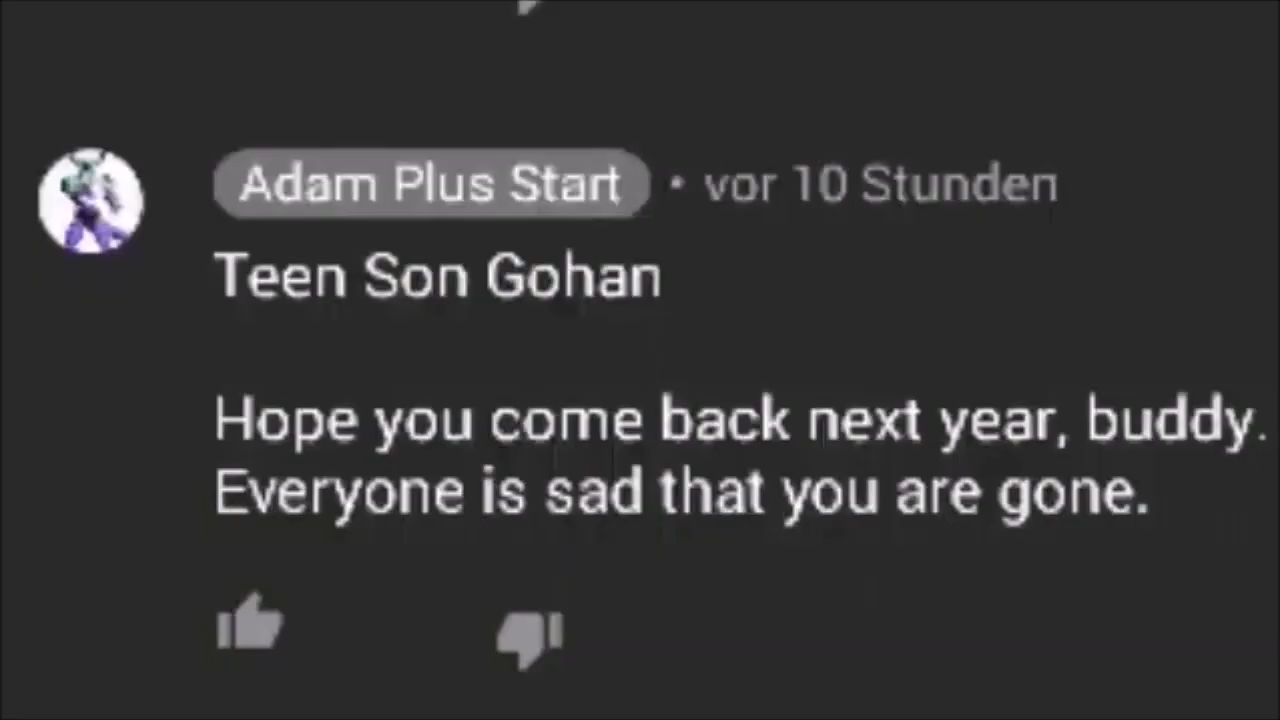 Adam Plus Start • vor 10 Stunden
Teen Son Gohan
Hope you come back next year, buddy.
Everyone is sad that you are gone.